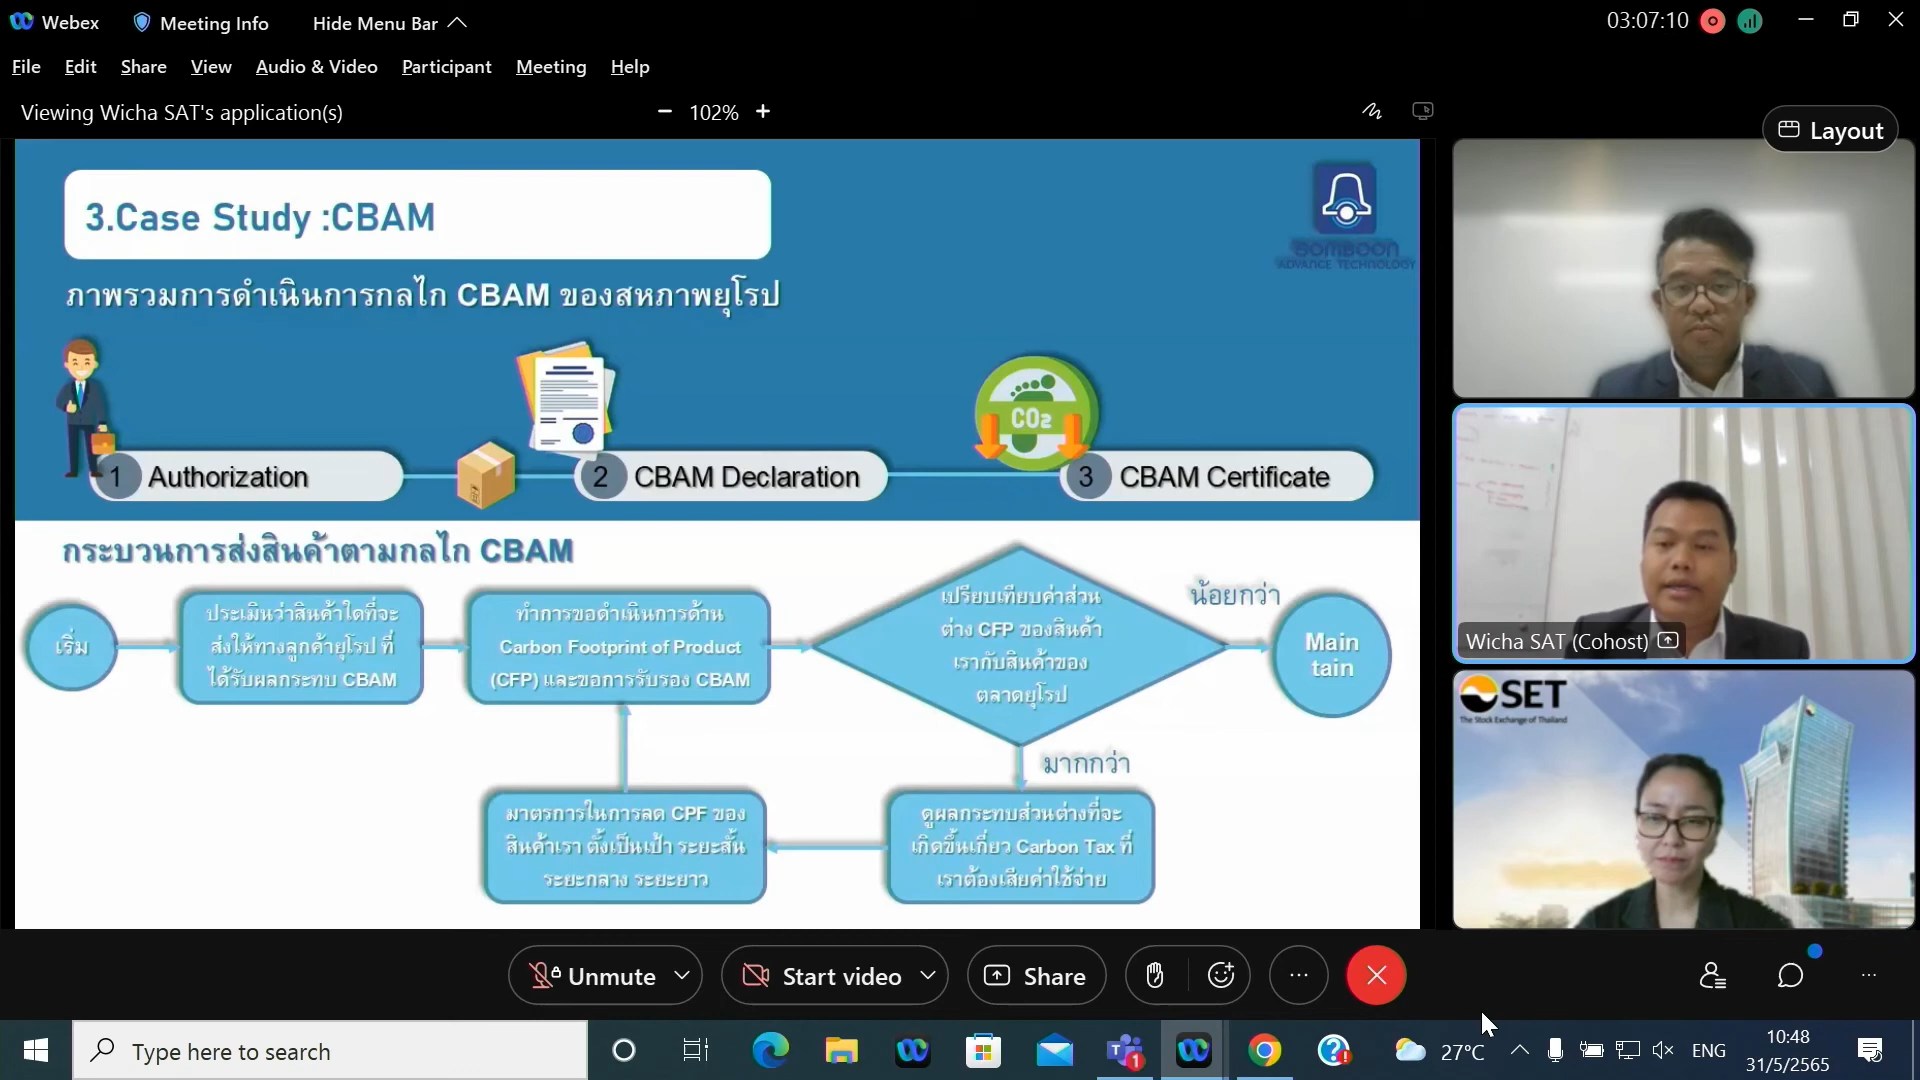 Webex
Meeting Info
Hide Menu Bar
03:07:10
File Edit Share View Audio & Video Participant Meeting Help
Viewing Wicha SAT's application(s)
102%
Layout
3.Case Study :CBAM
SOMBOON
ADVANCE TECHNOLOGY
ภาพรวมการดำเนินการกลไก CBAM ของสหภาพยุโรป
CO2
1 Authorization
2 CBAM Declaration
3 CBAM Certificate
กระบวนการส่งสินค้าตามกลไก CBAM
เริ่ม
ประเมินว่าสินค้าใดที่จะ
ส่งให้ทางลูกค้ายุโรป ที่
ได้รับผลกระทบ CBAM
ทำการขอดำเนินการด้าน
Carbon Footprint of Product
(CFP) และขอการรับรอง CBAM
เปรียบเทียบค่าส่วน
ต่าง CFP ของสินค้า
เรากับสินค้าของ
ตลาดยุโรป
น้อยกว่า
Main
tain
มากกว่า
ดูผลกระทบส่วนต่างที่จะ
เกิดขึ้นเกี่ยว Carbon Tax ที่
เราต้องเสียค่าใช้จ่าย
มาตรการในการลด CPF ของ
สินค้าเรา ตั้งเป็นเป้า ระยะสั้น
ระยะกลาง ระยะยาว
Wicha SAT (Cohost)
SET
The Stock Exchange of Thailand
Unmute
Start video
Share
Type here to search
1
27°C
ENG
10:48
31/5/2565